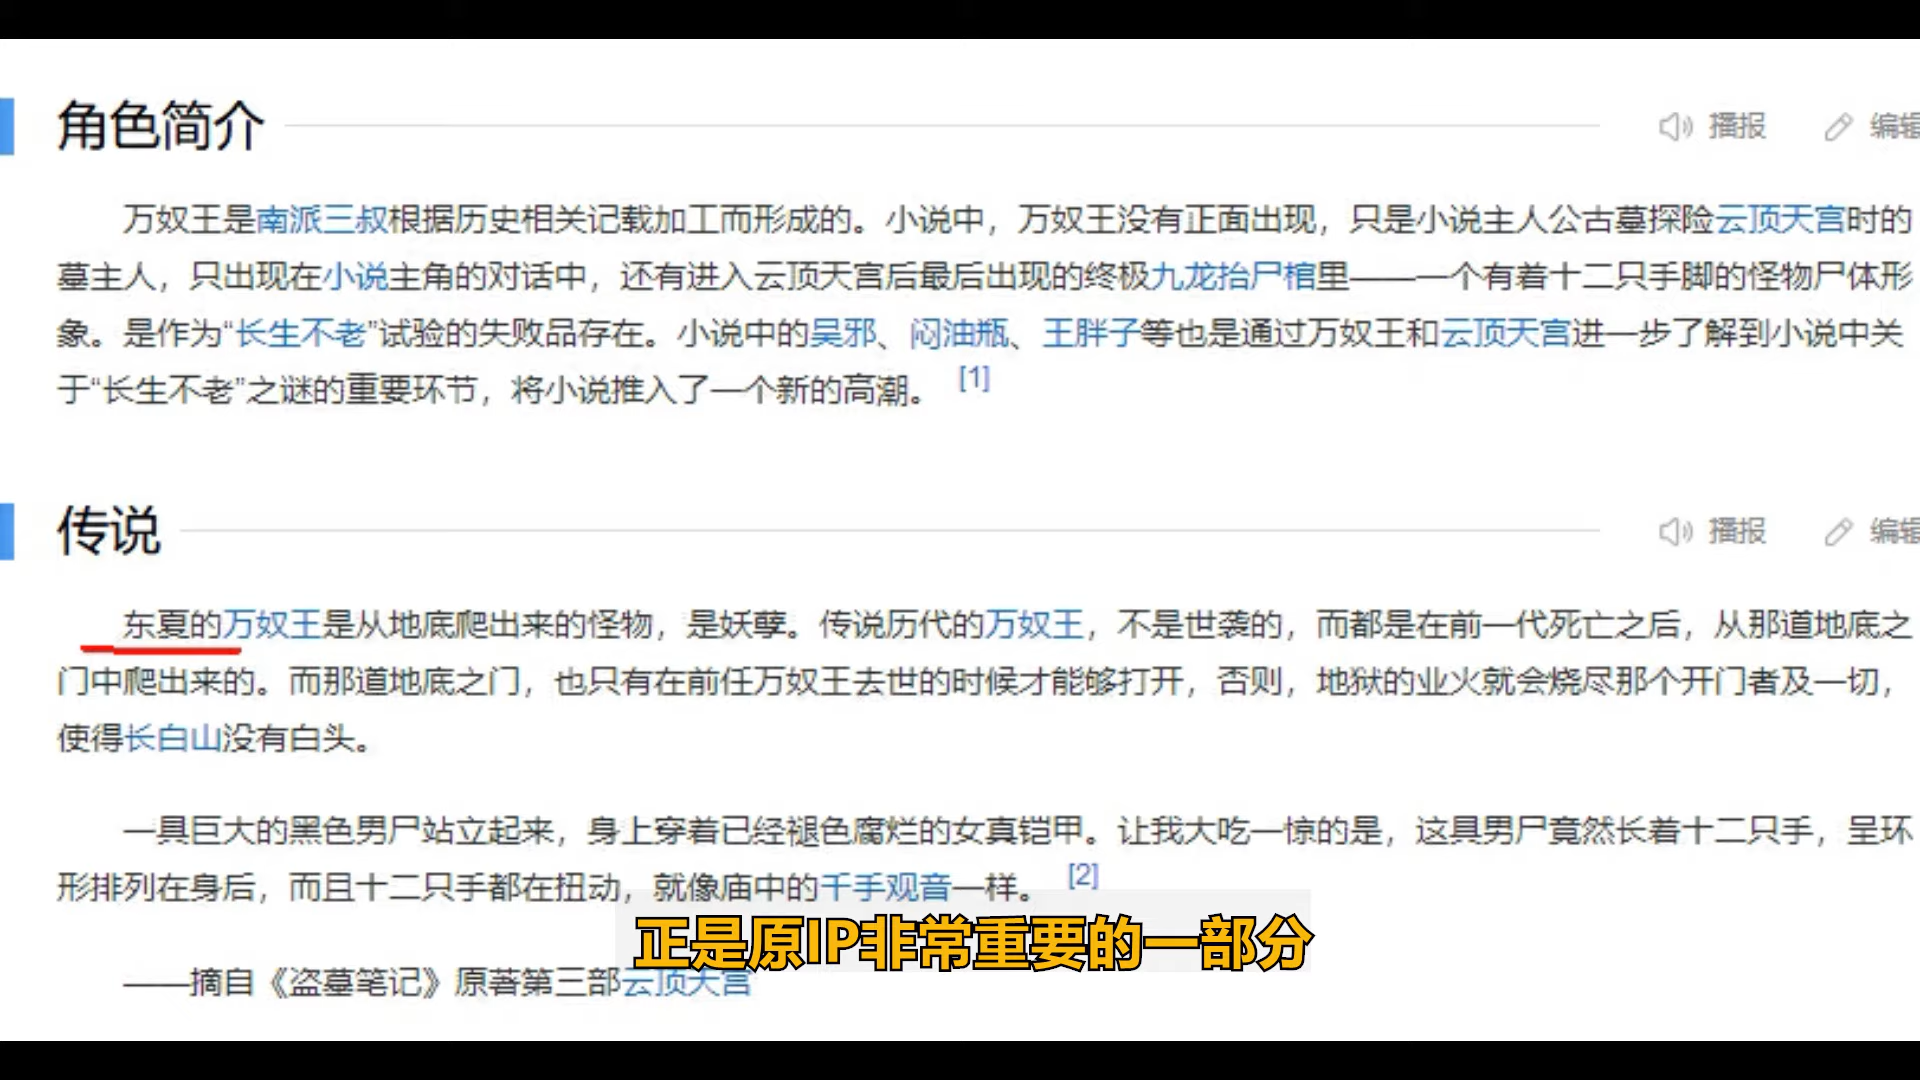 角色简介 播报 编辑
万奴王是南派三叔根据历史相关记载加工而形成的。小说中，万奴王没有正面出现，只是小说主人公古墓探险云顶天宫时的
墓主人，只出现在小说主角的对话中，还有进入云顶天宫后最后出现的终极九龙抬尸棺里——一个有着十二只手脚的怪物尸体形
象。是作为“长生不老”试验的失败品存在。小说中的吴邪、闷油瓶、王胖子等也是通过万奴王和云顶天宫进一步了解到小说中关
于“长生不老”之谜的重要环节，将小说推入了一个新的高潮。 [1]
传说 播报 编辑
东夏的万奴王是从地底爬出来的怪物，是妖孽。传说历代的万奴王，不是世袭的，而都是在前一代死亡之后，从那道地底之
门中爬出来的。而那道地底之门，也只有在前任万奴王去世的时候才能够打开，否则，地狱的业火就会烧尽那个开门者及一切，
使得长白山没有白头。
一具巨大的黑色男尸站立起来，身上穿着已经褪色腐烂的女真铠甲。让我大吃一惊的是，这具男尸竟然长着十二只手，呈环
形排列在身后，而且十二只手都在扭动，就像庙中的千手观音一样。 [2]
正是原IP非常重要的一部分
——摘自《盗墓笔记》原著第三部云顶天宫